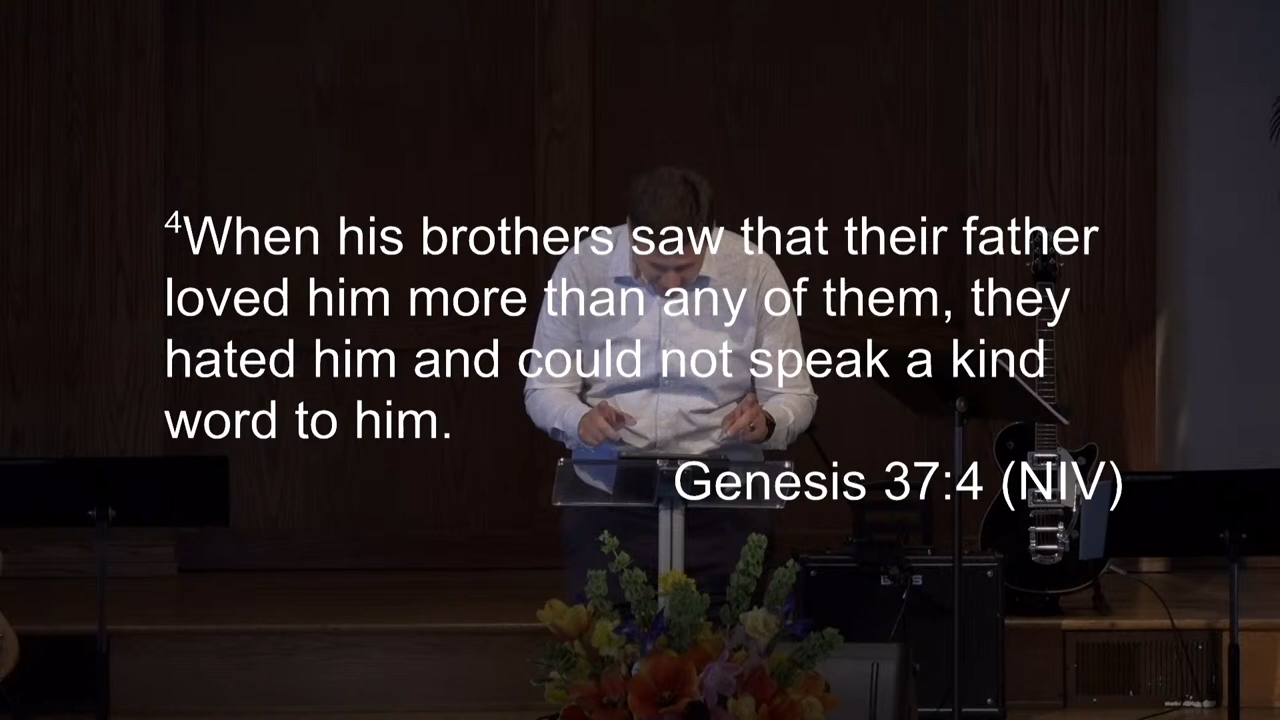 ⁴When his brothers saw that their father
loved him more than any of them, they
hated him and could not speak a kind
word to him.
Genesis 37:4 (NIV)